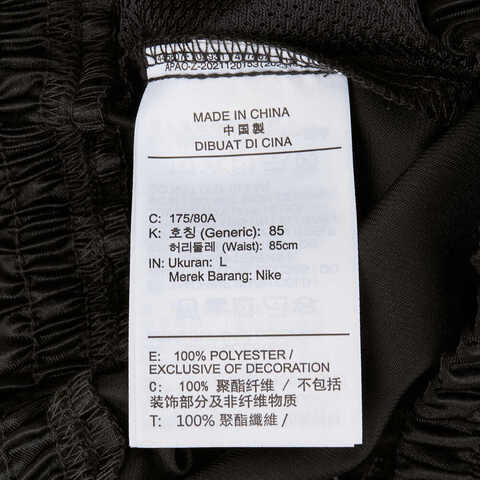 MADE IN CHINA
中国製
DIBUAT DI CINA
C: 175/80A
K: 호칭 (Generic): 85
허리둘레 (Waist): 85cm
IN: Ukuran: L
Merek Barang: Nike
E: 100% POLYESTER /
EXCLUSIVE OF DECORATION
C: 100% 聚酯纤维 / 不包括
装饰部分及非纤维物质
T: 100% 聚酯纖維 /